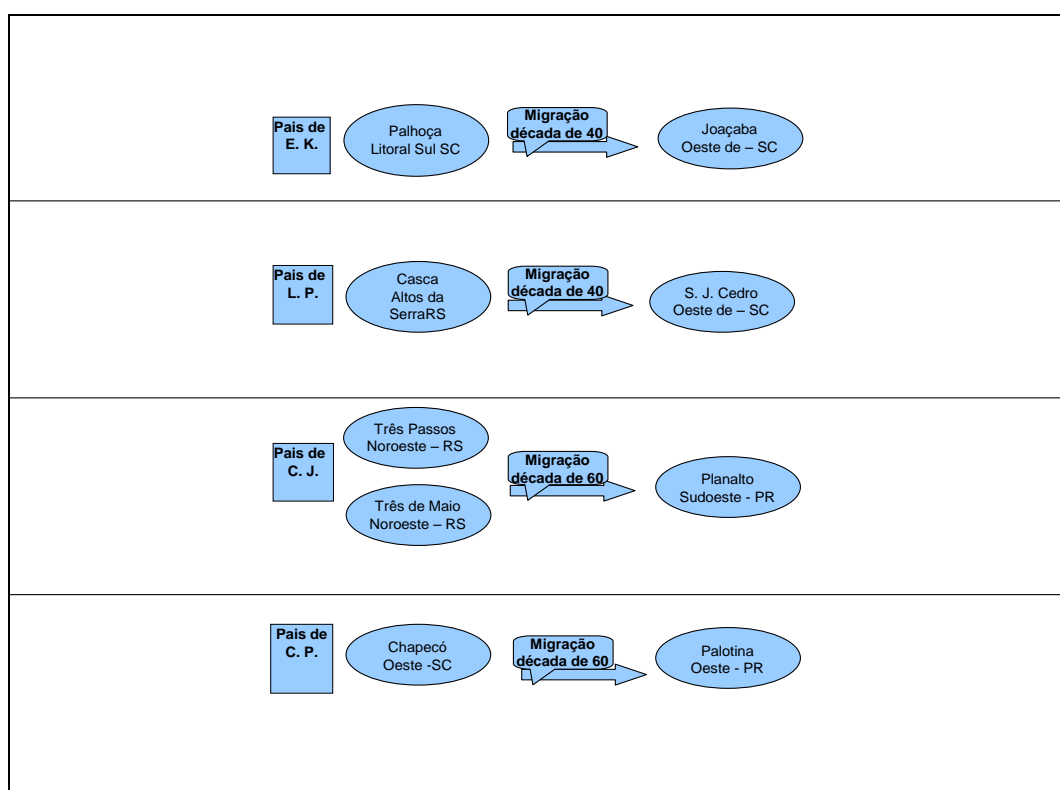 Pais de
E. K.
Palhoça
Litoral Sul SC
Migração
década de 40
Joaçaba
Oeste de – SC
Pais de
L. P.
Casca
Altos da
SerraRS
Migração
década de 40
S. J. Cedro
Oeste de – SC
Pais de
C. J.
Três Passos
Noroeste – RS
Três de Maio
Noroeste – RS
Migração
década de 60
Planalto
Sudoeste - PR
Pais de
C. P.
Chapecó
Oeste -SC
Migração
década de 60
Palotina
Oeste - PR